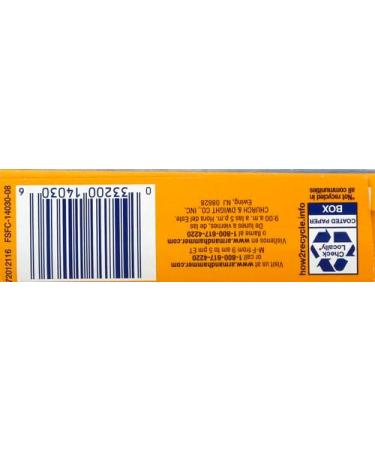 how2recycle.info
Check
Locally*
COATED PAPER
BOX
*Not recycled in
all communities
Visit us at www.armandhammer.com
or call 1-800-617-4220
M-F from 9 am to 5 pm ET
Visítenos en www.armandhammer.com
o llame al 1-800-617-4220
De lunes a viernes, de las
9:00 a.m. a las 5 p.m. Hora del Este
CHURCH & DWIGHT CO., INC.
Ewing, NJ 08628
0 33200 14030 6
72012116 FSFC-14030-08